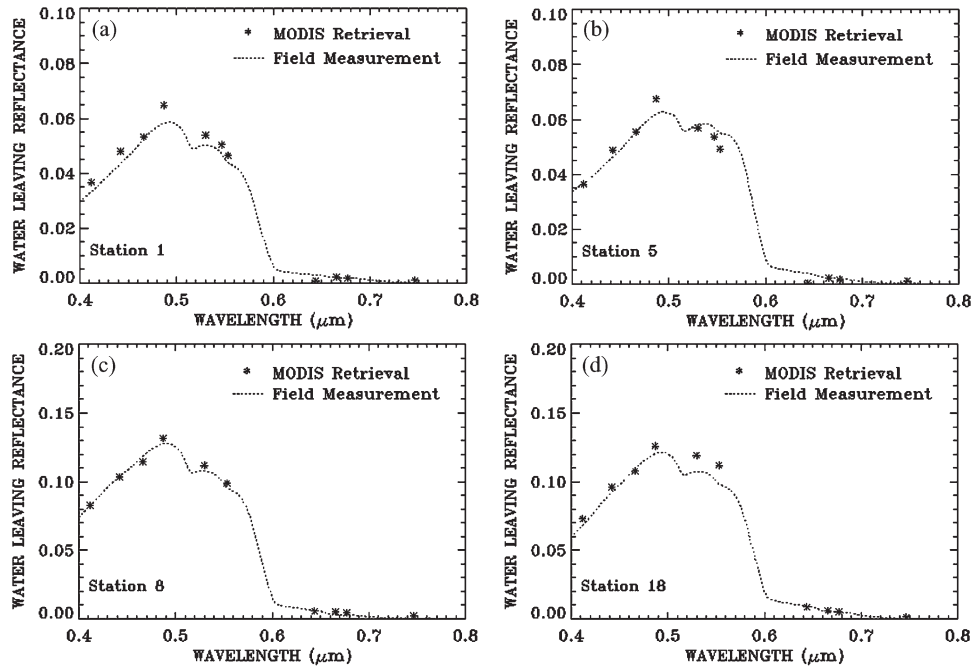 (a)
* MODIS Retrieval
Field Measurement
WATER LEAVING REFLECTANCE
0.10
0.08
0.06
0.04
0.02
0.00
Station 1
0.4 0.5 0.6 0.7 0.8
WAVELENGTH (μm)
(b)
* MODIS Retrieval
Field Measurement
WATER LEAVING REFLECTANCE
0.10
0.08
0.06
0.04
0.02
0.00
Station 5
0.4 0.5 0.6 0.7 0.8
WAVELENGTH (μm)
(c)
* MODIS Retrieval
Field Measurement
WATER LEAVING REFLECTANCE
0.20
0.15
0.10
0.05
0.00
Station 8
0.4 0.5 0.6 0.7 0.8
WAVELENGTH (μm)
(d)
* MODIS Retrieval
Field Measurement
WATER LEAVING REFLECTANCE
0.20
0.15
0.10
0.05
0.00
Station 18
0.4 0.5 0.6 0.7 0.8
WAVELENGTH (μm)